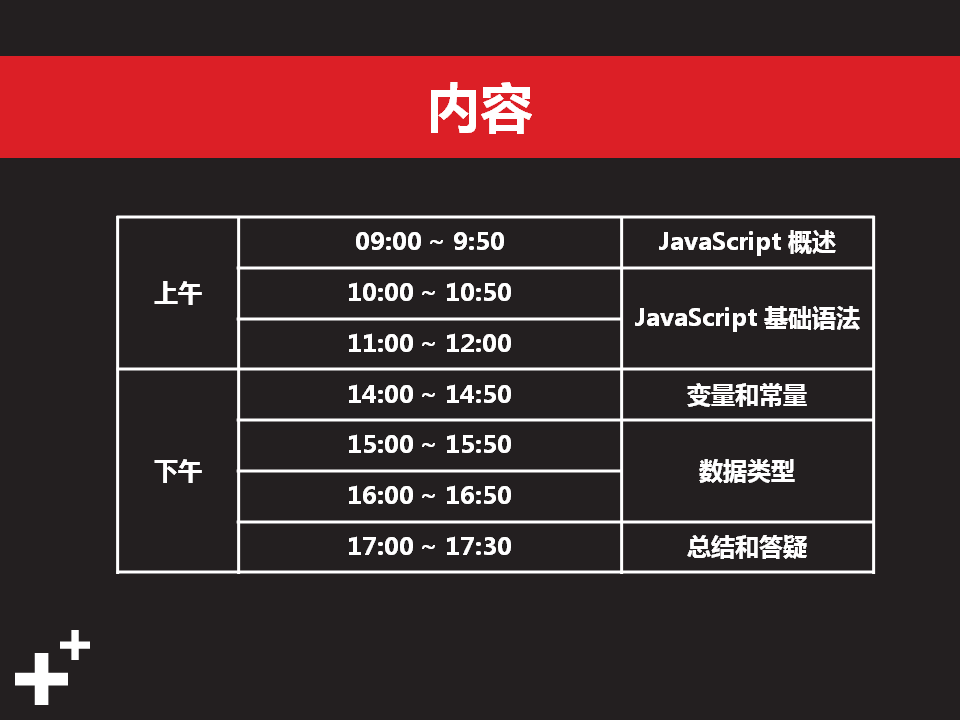 内容
上午
09:00 ~ 9:50
JavaScript 概述
10:00 ~ 10:50
JavaScript 基础语法
11:00 ~ 12:00
下午
14:00 ~ 14:50
变量和常量
15:00 ~ 15:50
数据类型
16:00 ~ 16:50
17:00 ~ 17:30
总结和答疑